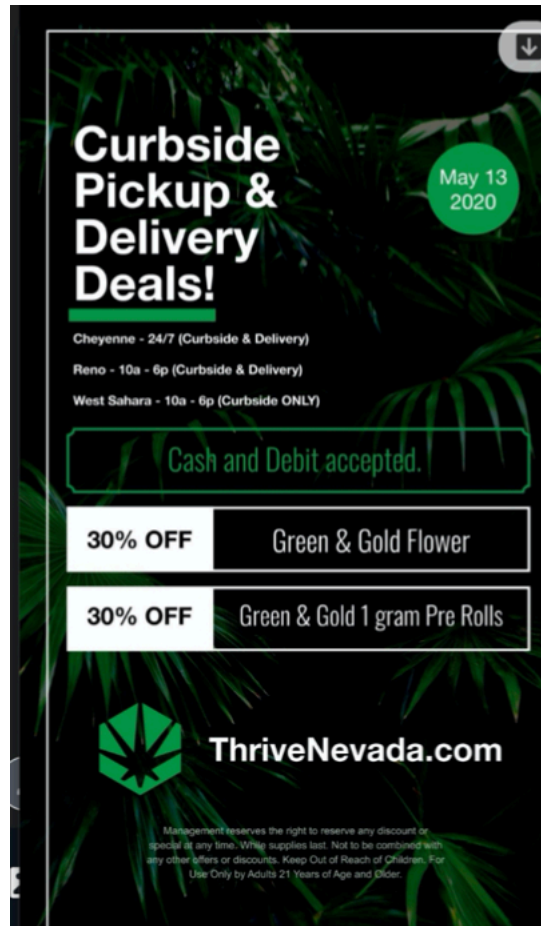 Curbside
Pickup &
Delivery
Deals!
May 13
2020
Cheyenne - 24/7 (Curbside & Delivery)
Reno - 10a - 6p (Curbside & Delivery)
West Sahara - 10a - 6p (Curbside ONLY)
Cash and Debit accepted.
30% OFF
Green & Gold Flower
30% OFF
Green & Gold 1 gram Pre Rolls
ThriveNevada.com
Management reserves the right to reserve any discount or
special at any time. While supplies last. Not to be combined with
any other offers or discounts. Keep Out of Reach of Children. For
Use Only by Adults 21 Years of Age and Older.